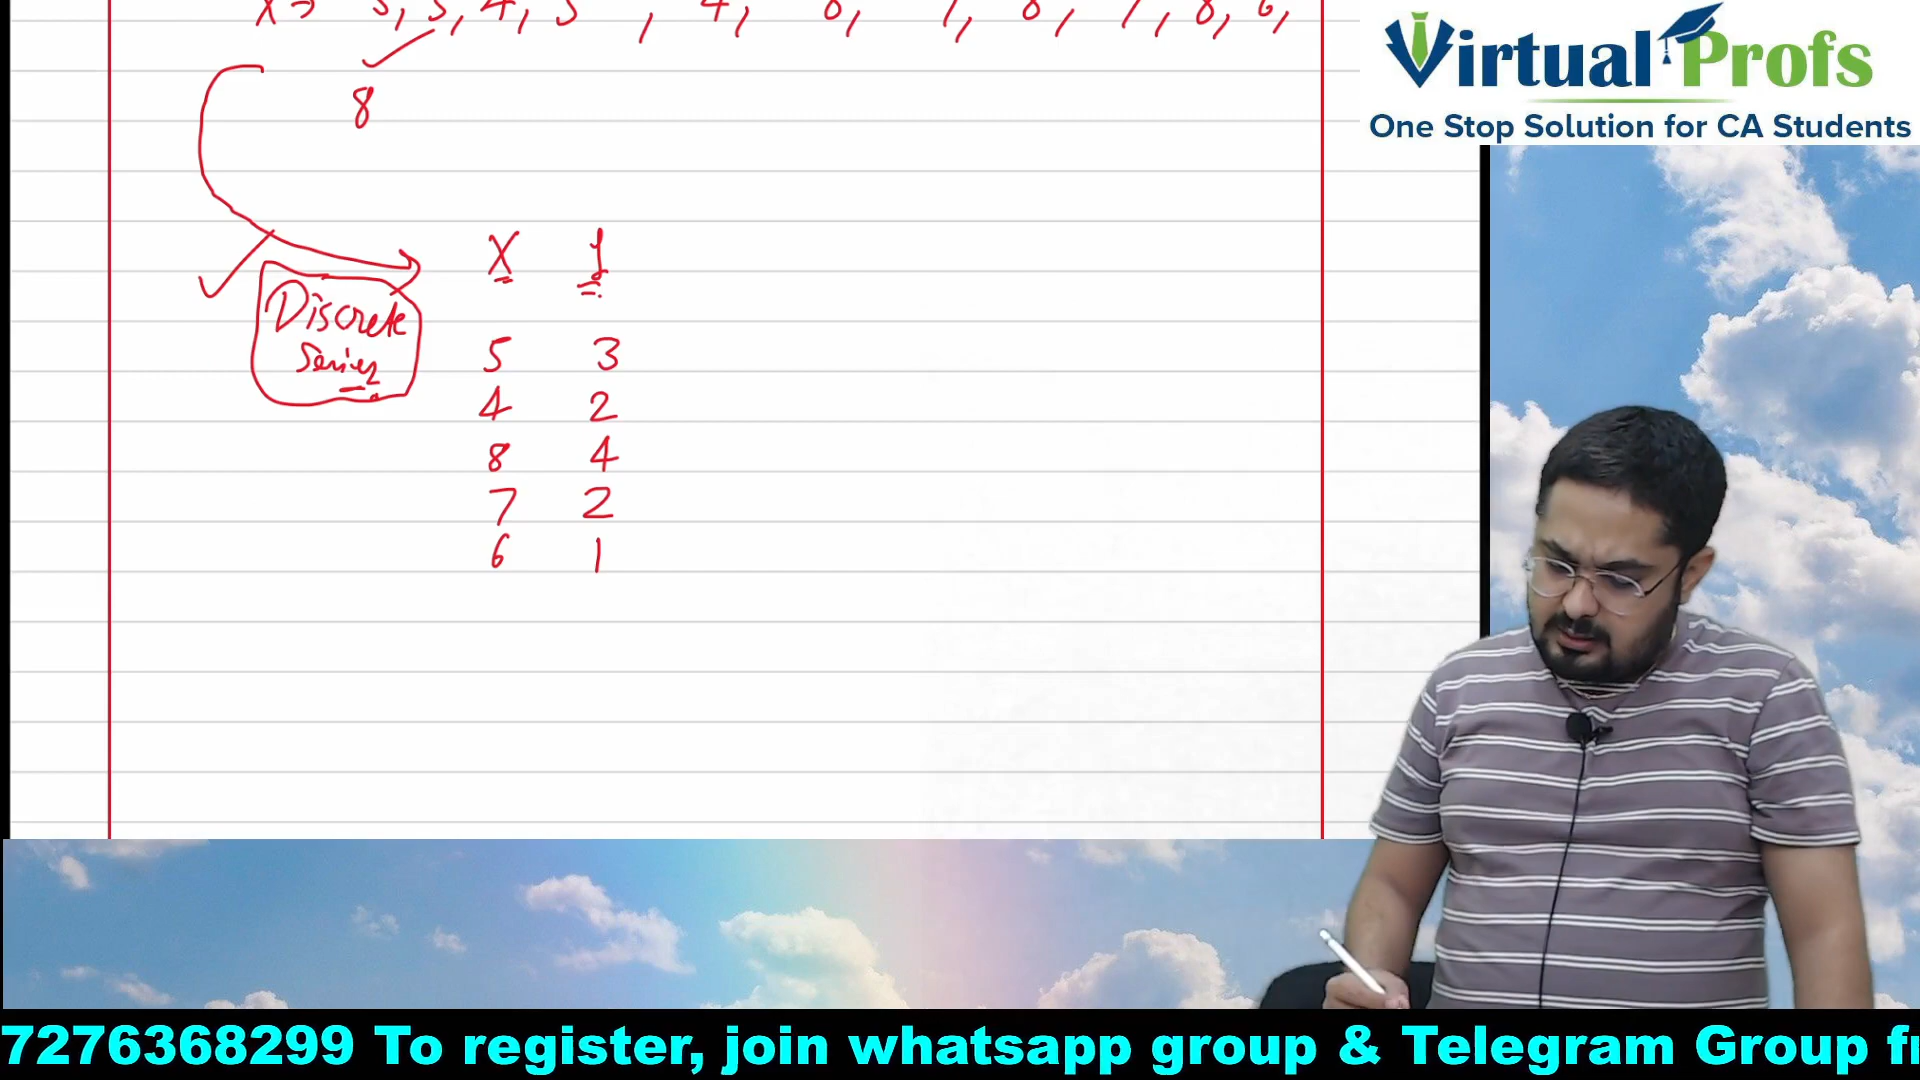 8
X f
Discrete
Series
5 3
4 2
8 4
7 2
6 1
Virtual Profs
One Stop Solution for CA Students
7276368299 To register, join whatsapp group & Telegram Group